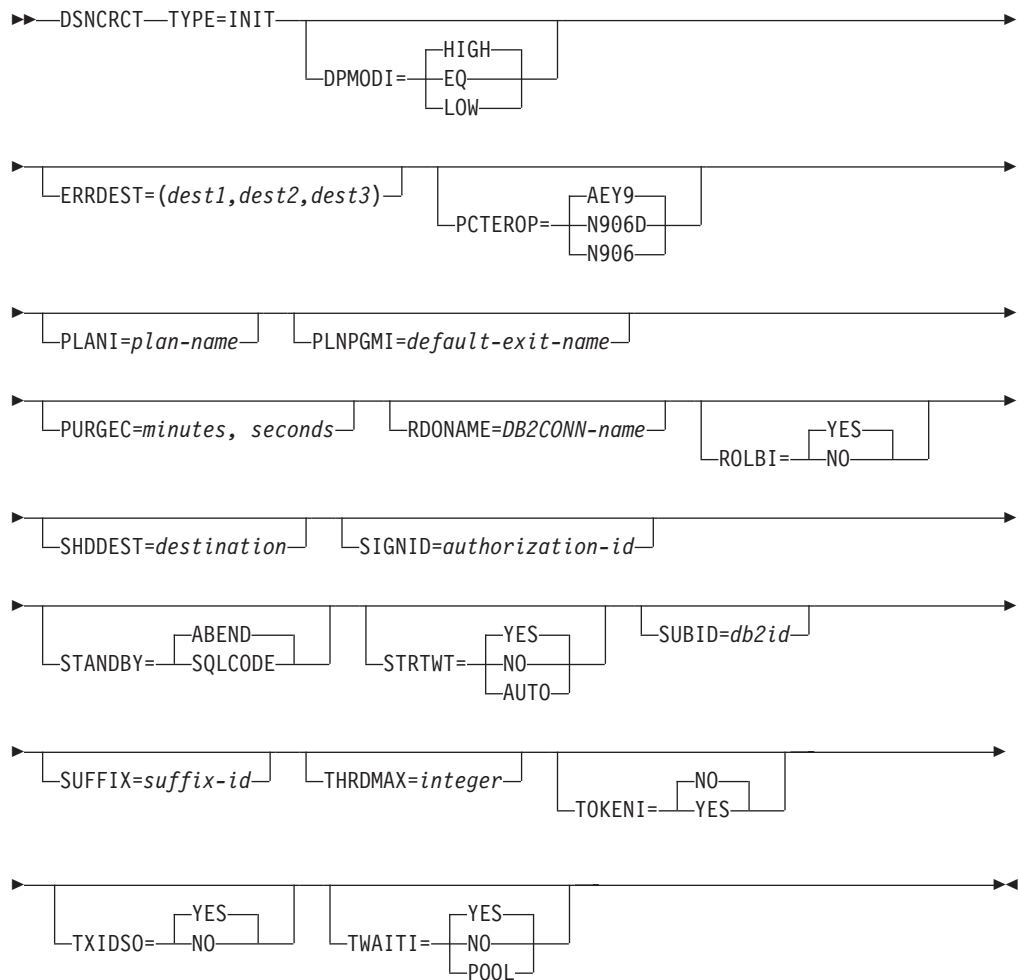 DSNCRCT TYPE=INIT
DPMODI= HIGH
EQ
LOW
ERRDEST=(dest1,dest2,dest3)
PCTEROP= AEY9
N906D
N906
PLANI=plan-name PLNPGMI=default-exit-name
PURGEC=minutes, seconds RDONAME=DB2CONN-name
ROLBI= YES
NO
SHDDEST=destination SIGNID=authorization-id
STANDBY= ABEND
SQLCODE
STRTWT= YES
NO
AUTO
SUBID=db2id
SUFFIX=suffix-id THRDMAX=integer
TOKENI= NO
YES
TXIDSO= YES
NO
TWAITI= YES
NO
POOL